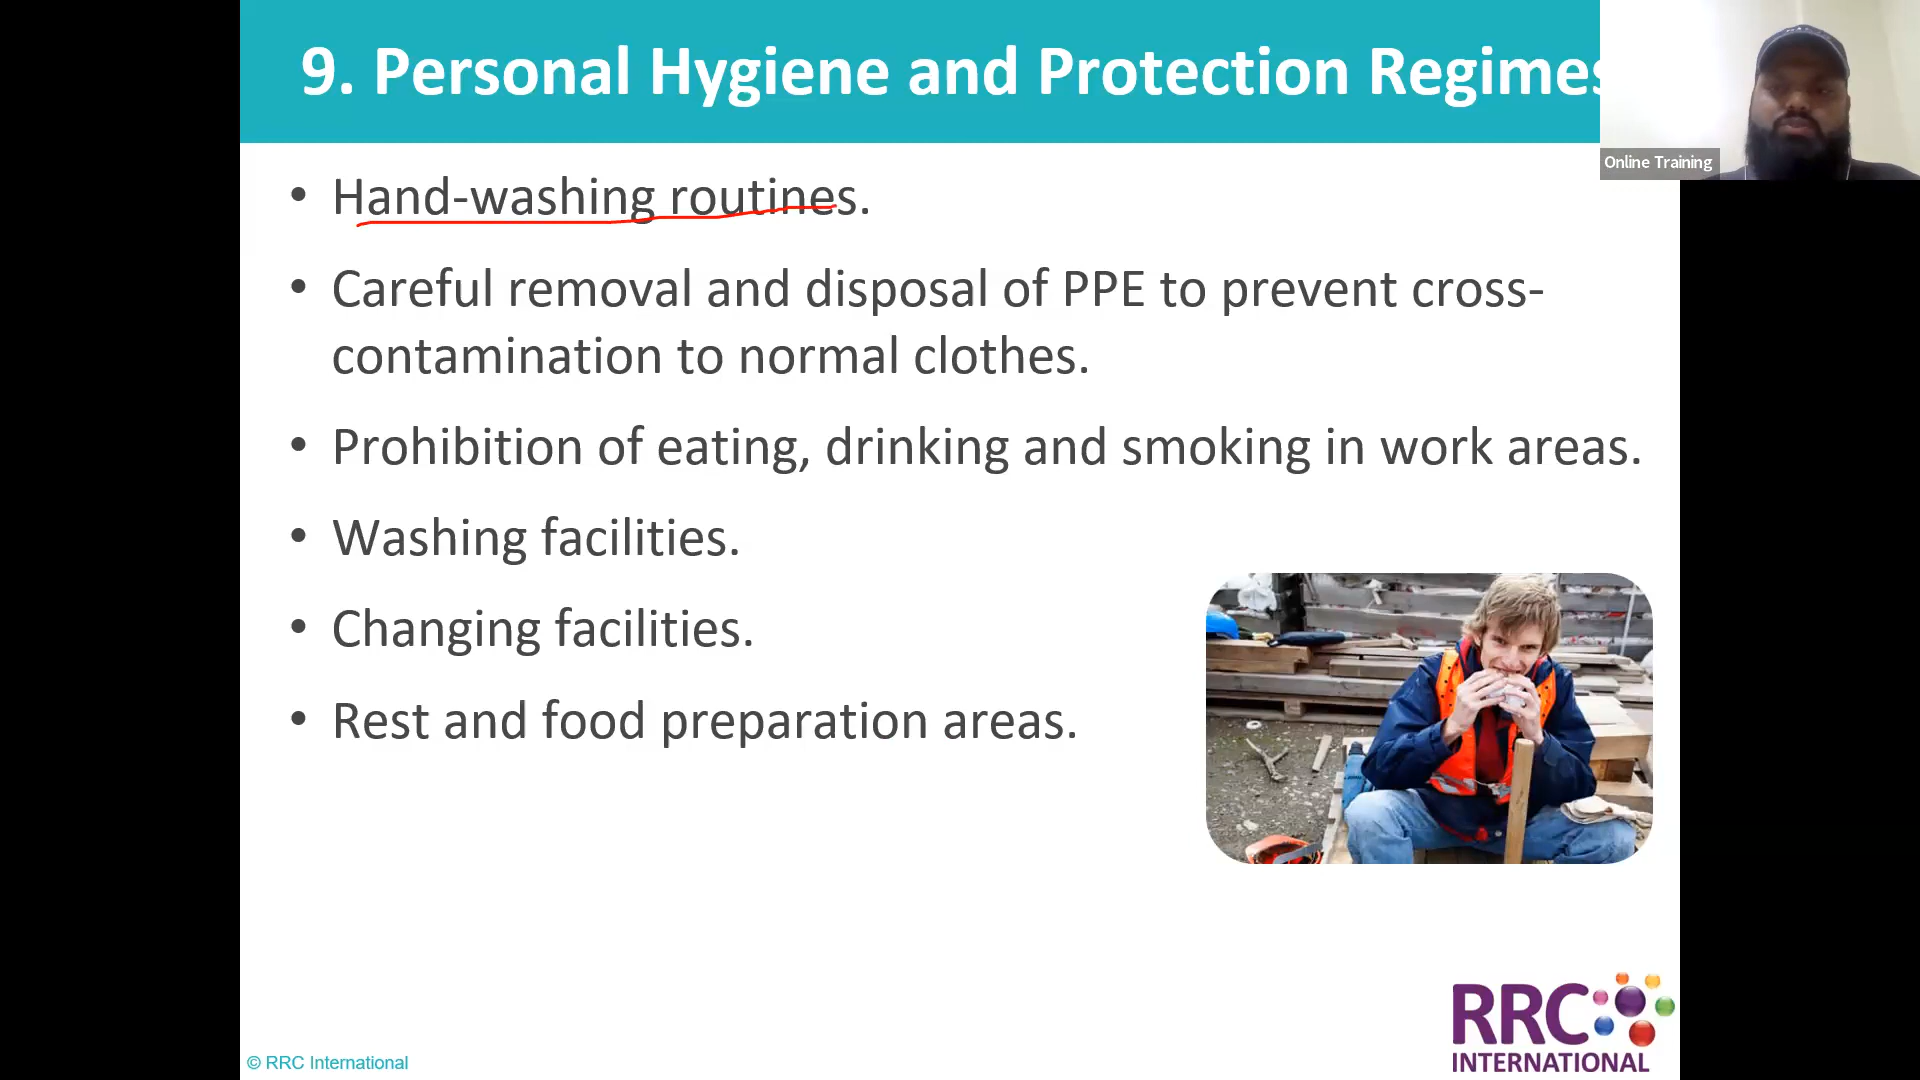 9. Personal Hygiene and Protection Regimes
Online Training
• Hand-washing routines.
• Careful removal and disposal of PPE to prevent cross-
contamination to normal clothes.
• Prohibition of eating, drinking and smoking in work areas.
• Washing facilities.
• Changing facilities.
• Rest and food preparation areas.
RRC
INTERNATIONAL
© RRC International